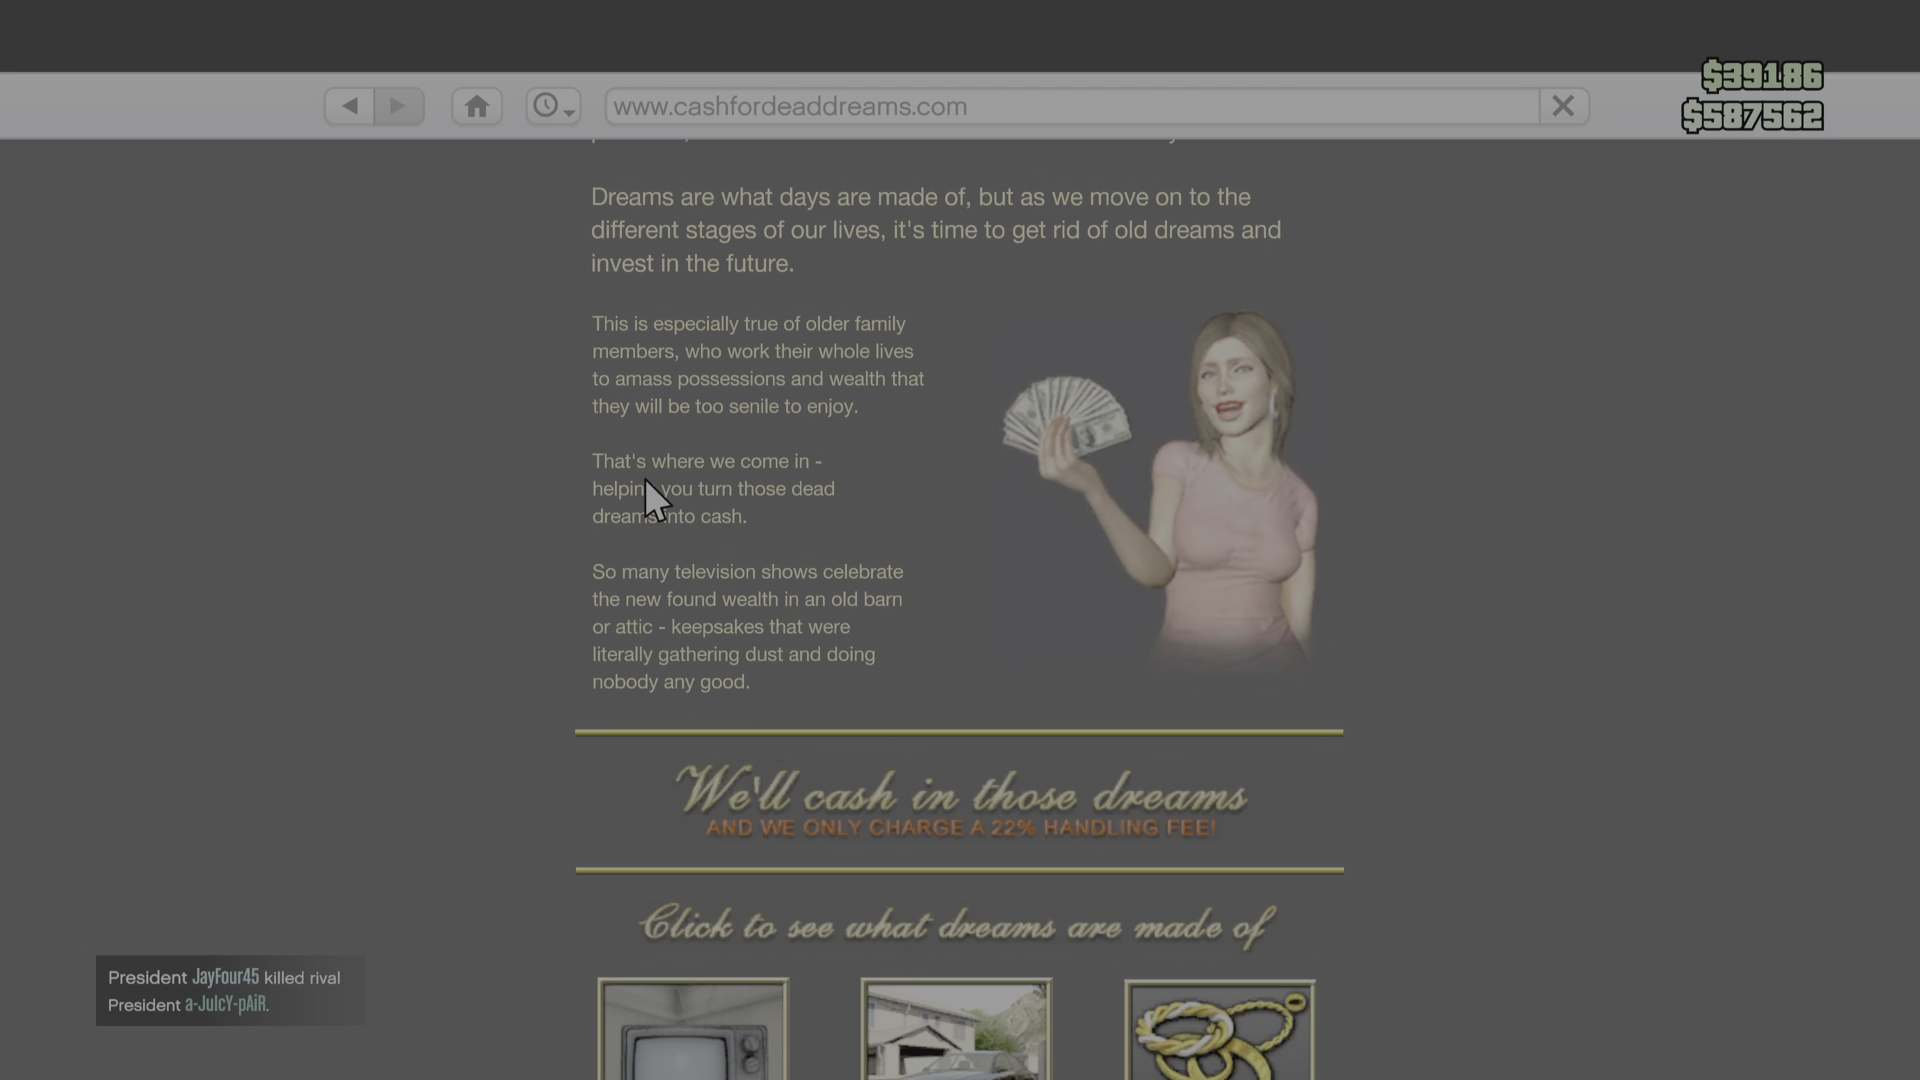 www.cashfordeaddreams.com
$39186
$587562
Dreams are what days are made of, but as we move on to the
different stages of our lives, it's time to get rid of old dreams and
invest in the future.
This is especially true of older family
members, who work their whole lives
to amass possessions and wealth that
they will be too senile to enjoy.
That's where we come in -
helping you turn those dead
dreams into cash.
So many television shows celebrate
the new found wealth in an old barn
or attic - keepsakes that were
literally gathering dust and doing
nobody any good.
We'll cash in those dreams
AND WE ONLY CHARGE A 22% HANDLING FEE!
Click to see what dreams are made of
President JayFour45 killed rival
President a-JuIcY-pAiR.